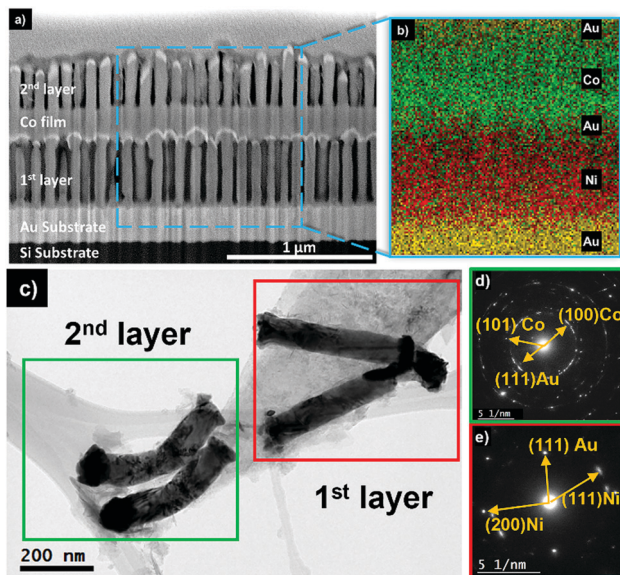 a)
2nd layer
Co film
1st layer
Au Substrate
Si Substrate
1 μm
b)
Au
Co
Au
Ni
Au
c)
2nd layer
1st layer
200 nm
d)
(101) Co
(100)Co
(111)Au
5 1/nm
e)
(111) Au
(111)Ni
(200)Ni
5 1/nm